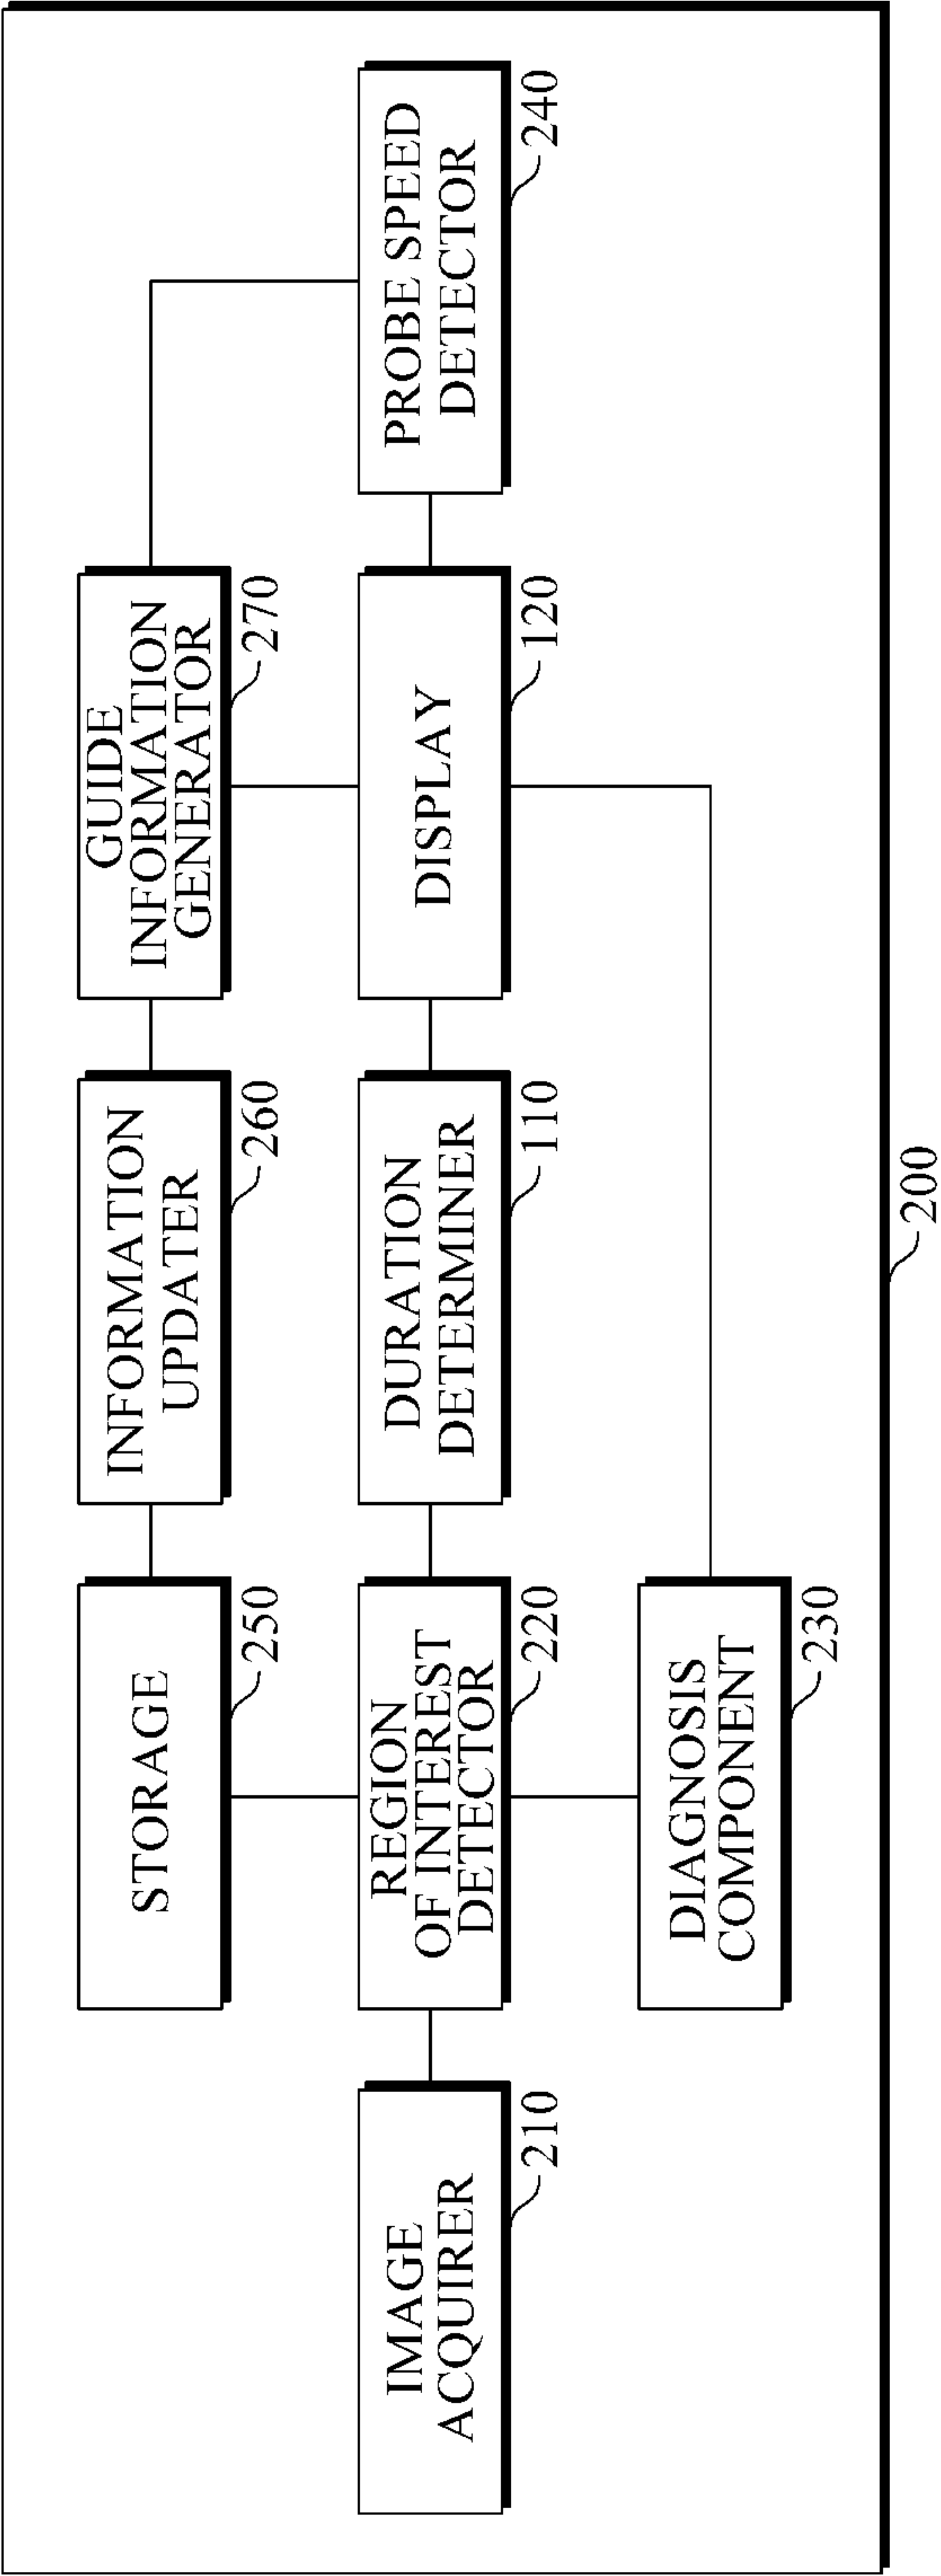 STORAGE
250
INFORMATION
UPDATER
260
GUIDE
INFORMATION
GENERATOR
270
IMAGE
ACQUIRER
210
REGION
OF INTEREST
DETECTOR
220
DURATION
DETERMINER
110
DISPLAY
120
PROBE SPEED
DETECTOR
240
DIAGNOSIS
COMPONENT
230
200